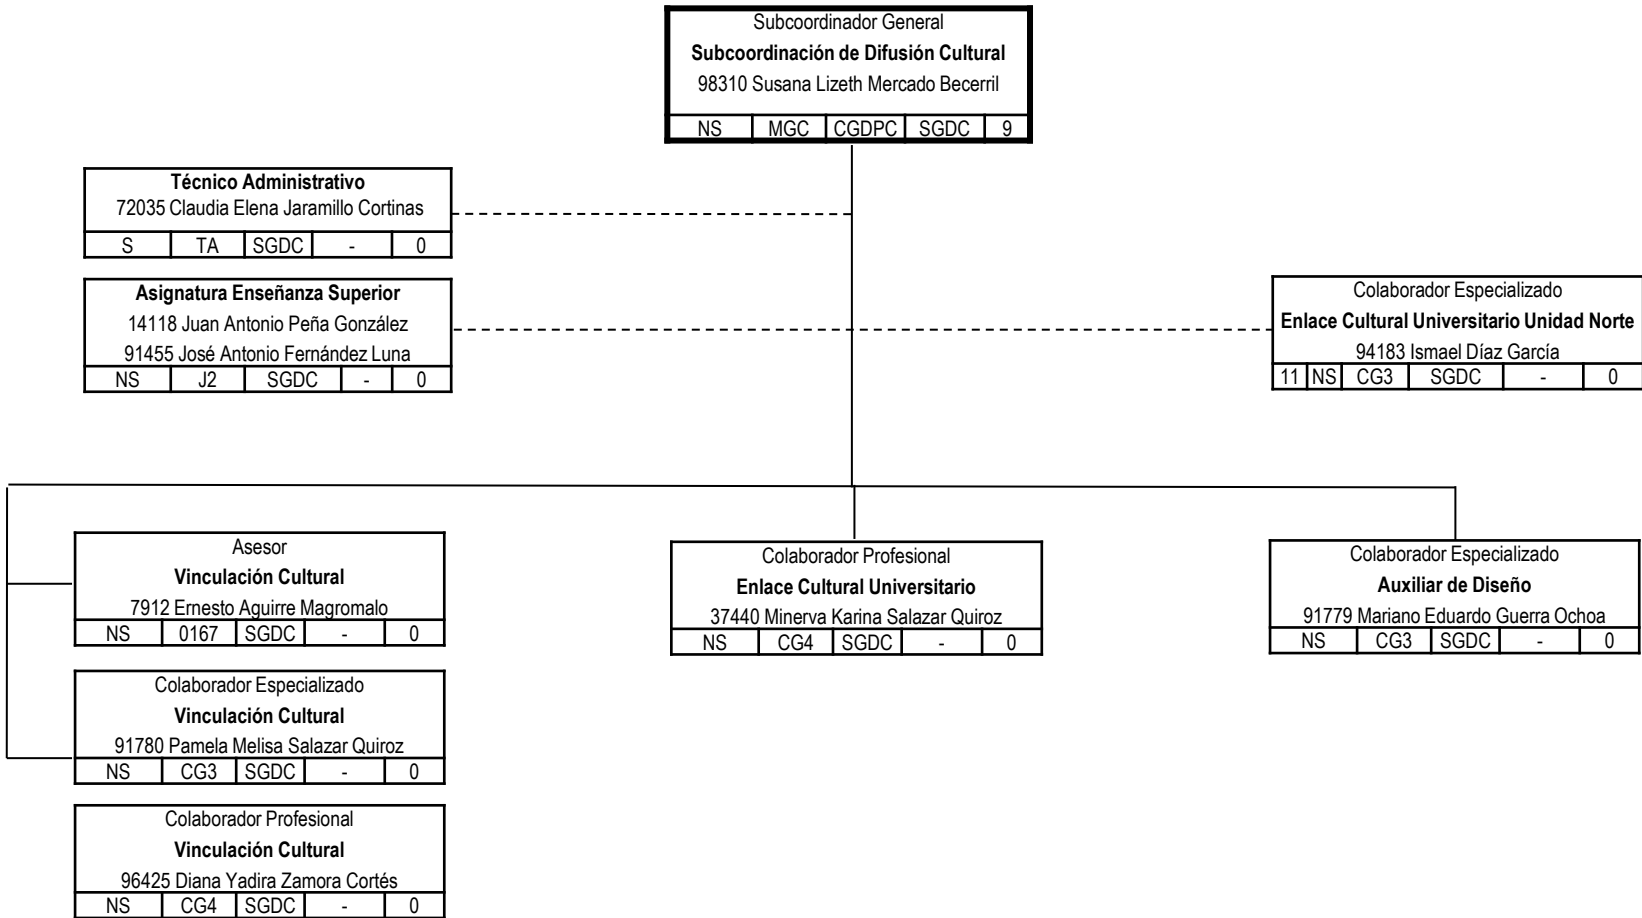 Subcoordinador General
Subcoordinación de Difusión Cultural
98310 Susana Lizeth Mercado Becerril
NS MGC CGDPC SGDC 9
Técnico Administrativo
72035 Claudia Elena Jaramillo Cortinas
S TA SGDC - 0
Asignatura Enseñanza Superior
14118 Juan Antonio Peña González
91455 José Antonio Fernández Luna
NS J2 SGDC - 0
Colaborador Especializado
Enlace Cultural Universitario Unidad Norte
94183 Ismael Díaz García
11 NS CG3 SGDC - 0
Asesor
Vinculación Cultural
7912 Ernesto Aguirre Magromalo
NS 0167 SGDC - 0
Colaborador Especializado
Vinculación Cultural
91780 Pamela Melisa Salazar Quiroz
NS CG3 SGDC - 0
Colaborador Profesional
Vinculación Cultural
96425 Diana Yadira Zamora Cortés
NS CG4 SGDC - 0
Colaborador Profesional
Enlace Cultural Universitario
37440 Minerva Karina Salazar Quiroz
NS CG4 SGDC - 0
Colaborador Especializado
Auxiliar de Diseño
91779 Mariano Eduardo Guerra Ochoa
NS CG3 SGDC - 0